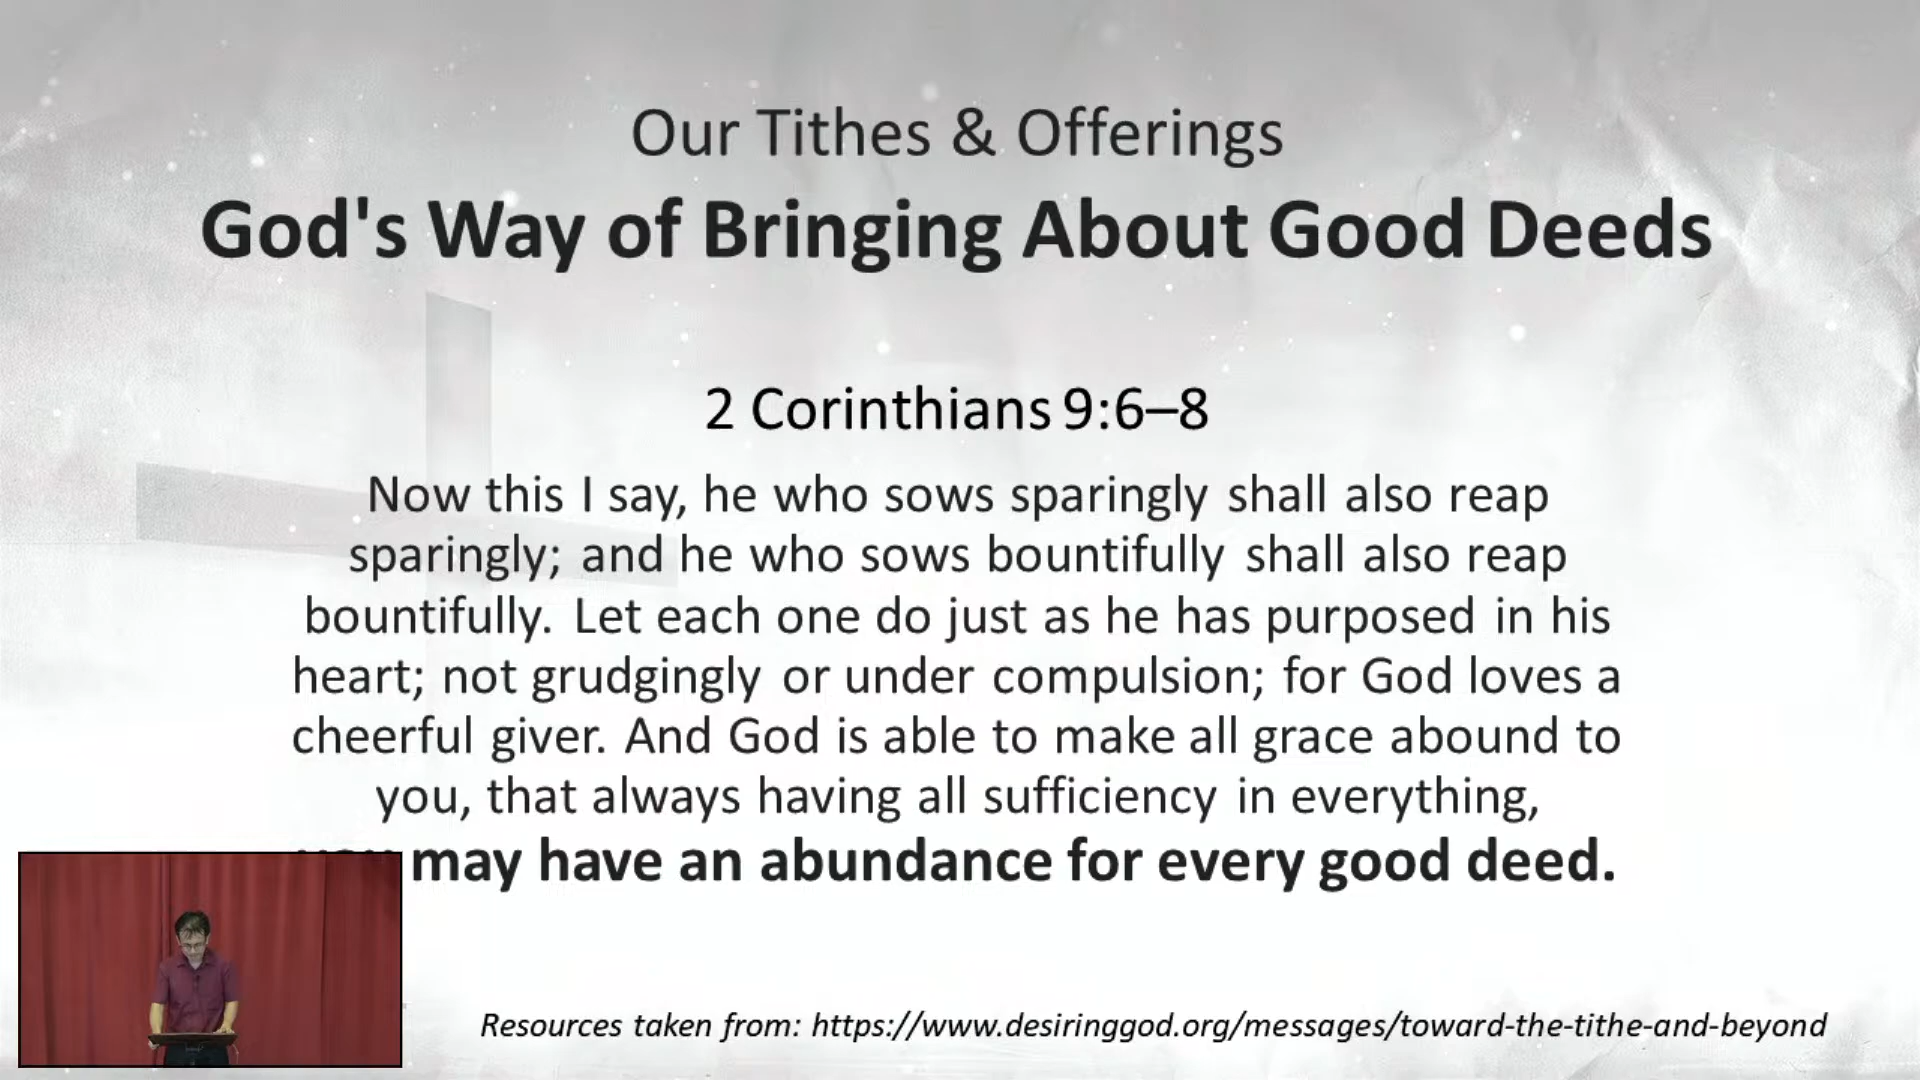 Our Tithes & Offerings
God's Way of Bringing About Good Deeds
2 Corinthians 9:6–8
Now this I say, he who sows sparingly shall also reap
sparingly; and he who sows bountifully shall also reap
bountifully. Let each one do just as he has purposed in his
heart; not grudgingly or under compulsion; for God loves a
cheerful giver. And God is able to make all grace abound to
you, that always having all sufficiency in everything,
may have an abundance for every good deed.
Resources taken from: https://www.desiringgod.org/messages/toward-the-tithe-and-beyond